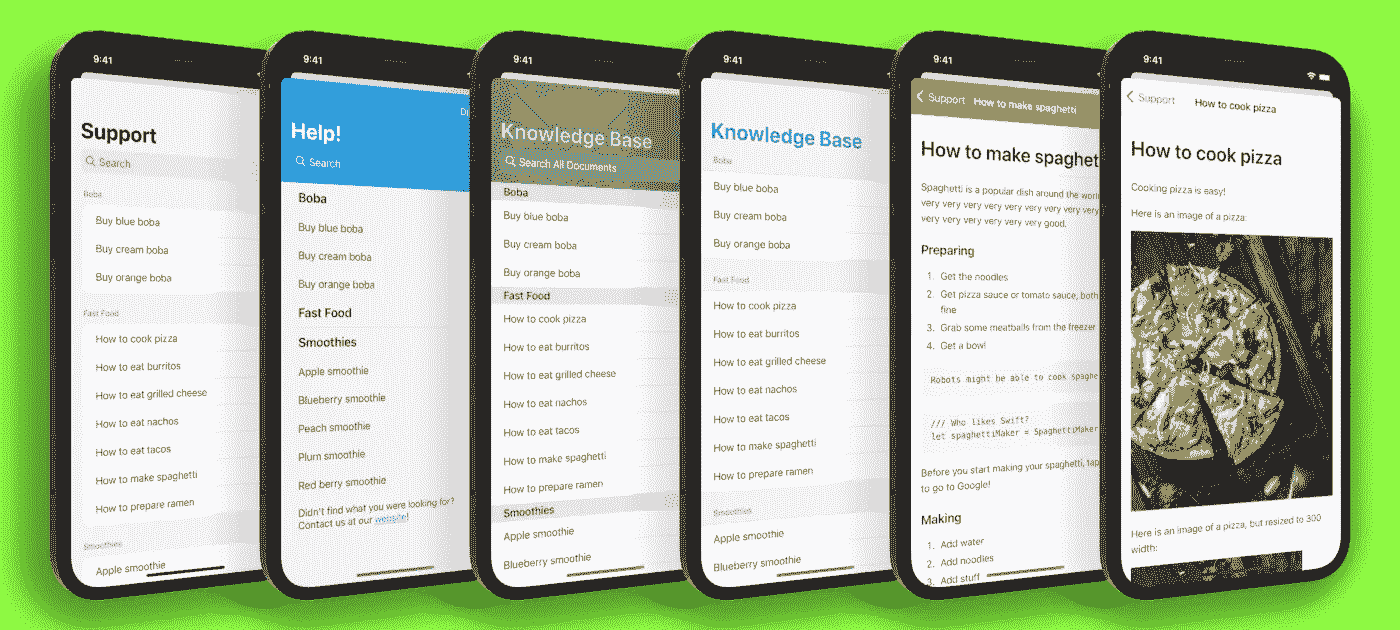 9:41
Support
Search
Boba
Buy blue boba
Buy cream boba
Buy orange boba
Fast Food
How to cook pizza
How to eat burritos
How to eat grilled cheese
How to eat nachos
How to eat tacos
How to make spaghetti
How to prepare ramen
Smoothies
Apple smoothie
9:41
Help!
Search
Boba
Buy blue boba
Buy cream boba
Buy orange boba
Fast Food
Smoothies
Apple smoothie
Blueberry smoothie
Peach smoothie
Plum smoothie
Red berry smoothie
Didn't find what you were looking for?
Contact us at our website!
9:41
Knowledge Base
Search All Documents
Boba
Buy blue boba
Buy cream boba
Buy orange boba
Fast Food
How to cook pizza
How to eat burritos
How to eat grilled cheese
How to eat nachos
How to eat tacos
How to make spaghetti
How to prepare ramen
Smoothies
Apple smoothie
Blueberry smoothie
9:41
Knowledge Base
Boba
Buy blue boba
Buy cream boba
Buy orange boba
Fast Food
How to cook pizza
How to eat burritos
How to eat grilled cheese
How to eat nachos
How to eat tacos
How to make spaghetti
How to prepare ramen
Smoothies
Apple smoothie
Blueberry smoothie
9:41
Support How to make spaghetti
How to make spaghet
Spaghetti is a popular dish around the worl
very very very very very very very very very
very very very very very very good.
Preparing
1. Get the noodles
2. Get pizza sauce or tomato sauce, both
fine
3. Grab some meatballs from the freezer
4. Get a bowl
Robots might be able to cook spaghe
/// Who likes Swift?
let spaghettiMaker = SpaghettiMaker
Before you start making your spaghetti, tap
to go to Google!
Making
1. Add water
2. Add noodles
3. Add stuff
9:41
Support How to cook pizza
How to cook pizza
Cooking pizza is easy!
Here is an image of a pizza:
Here is an image of a pizza, but resized to 300
width: